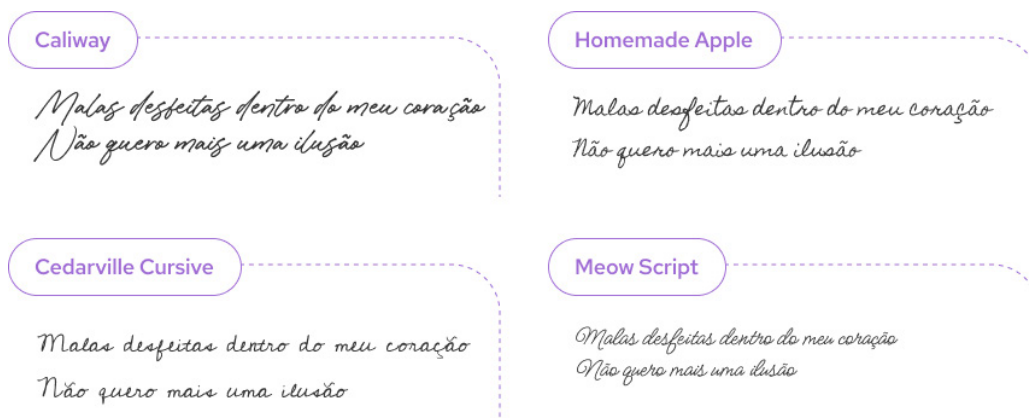 Caliway
Malas desfeitas dentro do meu coração
Não quero mais uma ilusão
Homemade Apple
Malas desfeitas dentro do meu coração
Não quero mais uma ilusão
Cedarville Cursive
Malas desfeitas dentro do meu coração
Não quero mais uma ilusão
Meow Script
Malas desfeitas dentro do meu coração
Não quero mais uma ilusão